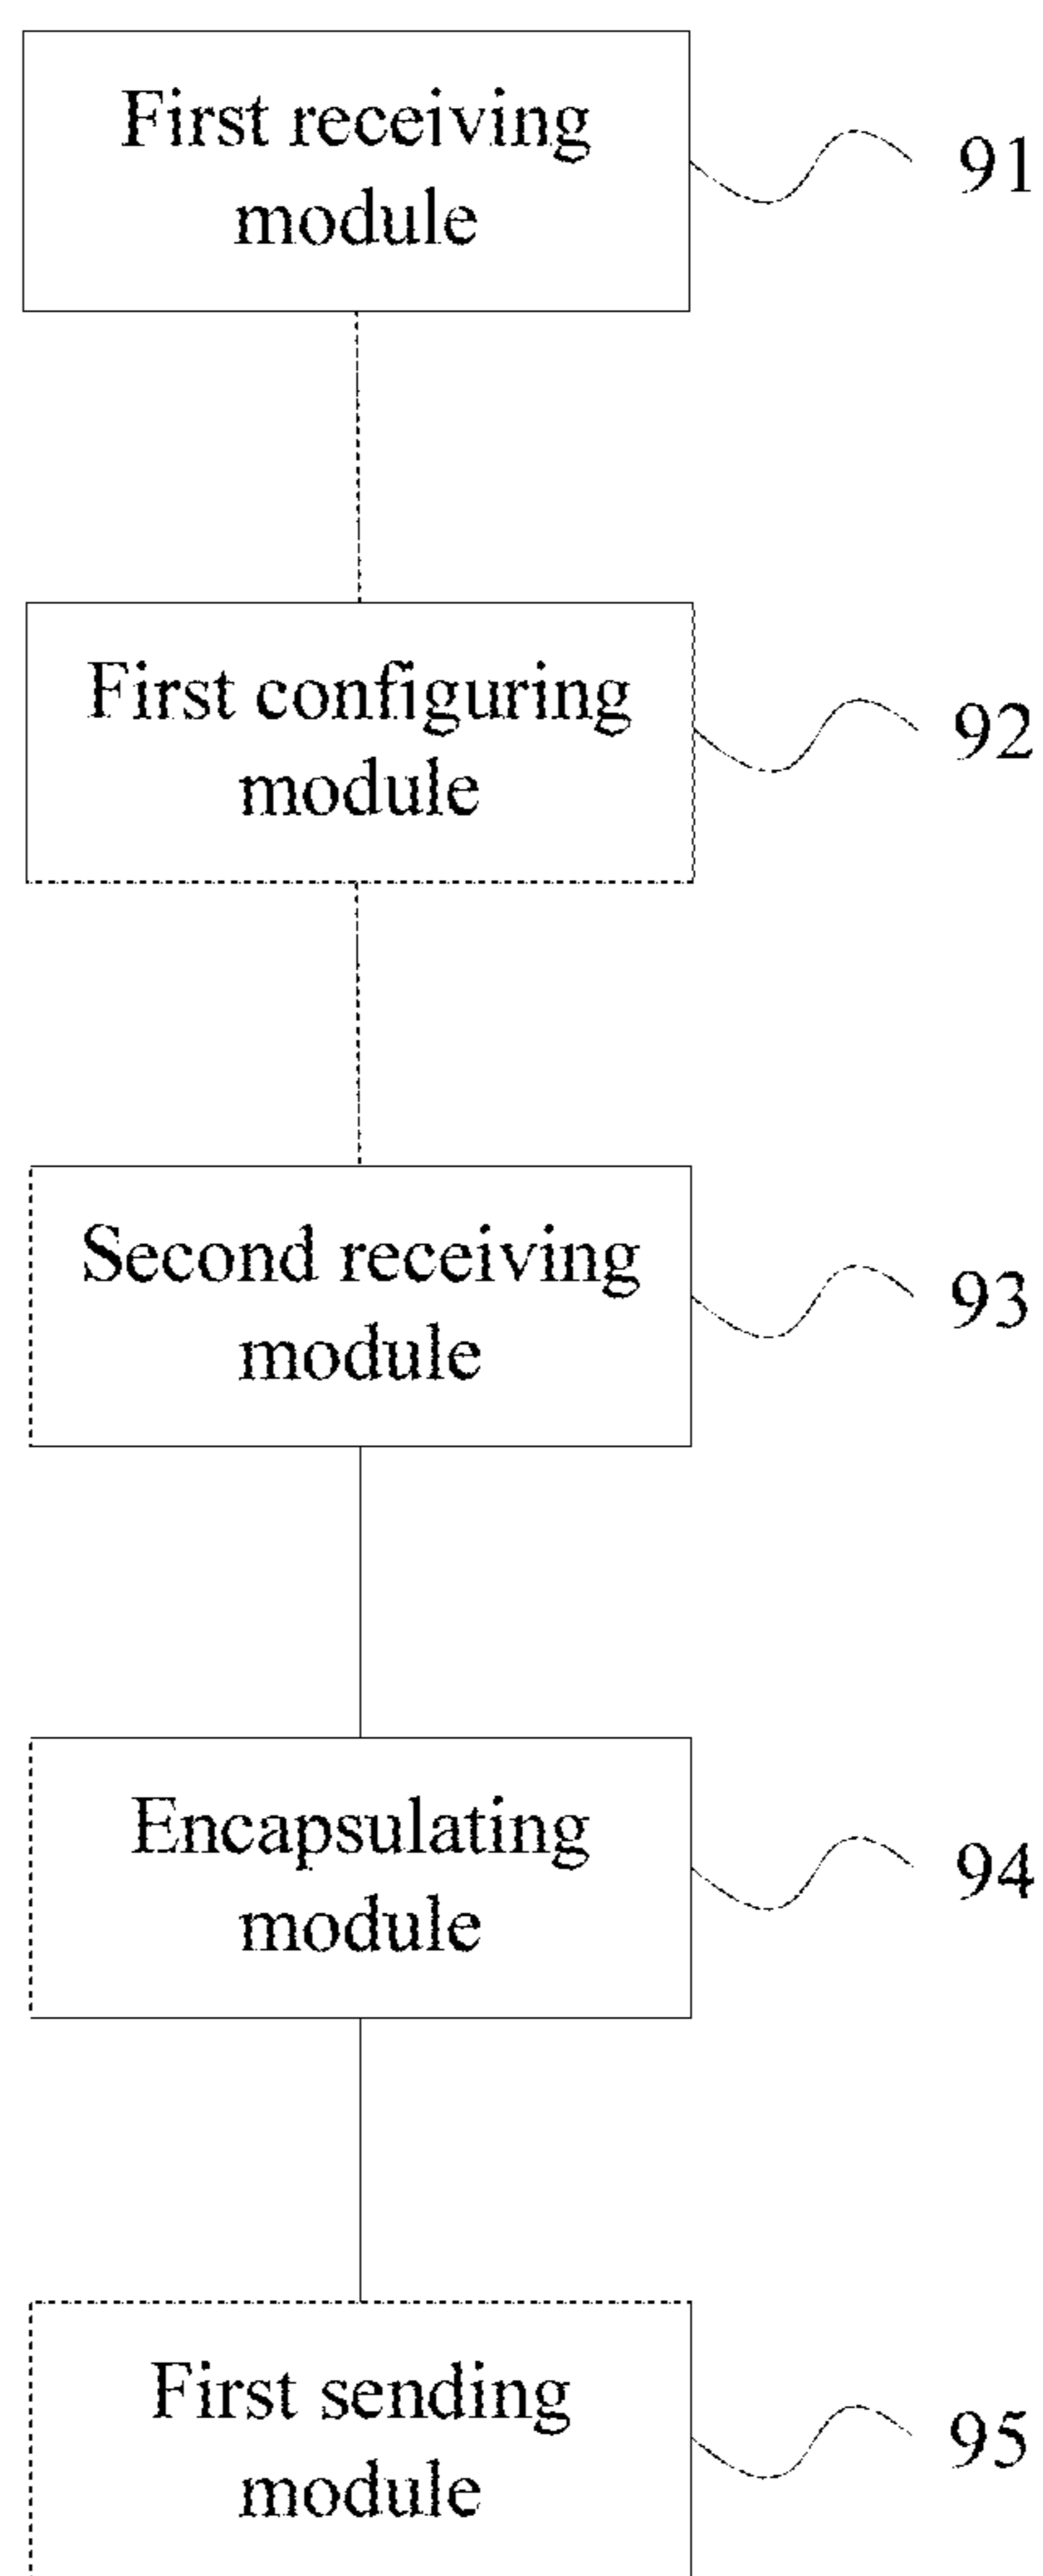 First receiving
module
91
First configuring
module
92
Second receiving
module
93
Encapsulating
module
94
First sending
module
95